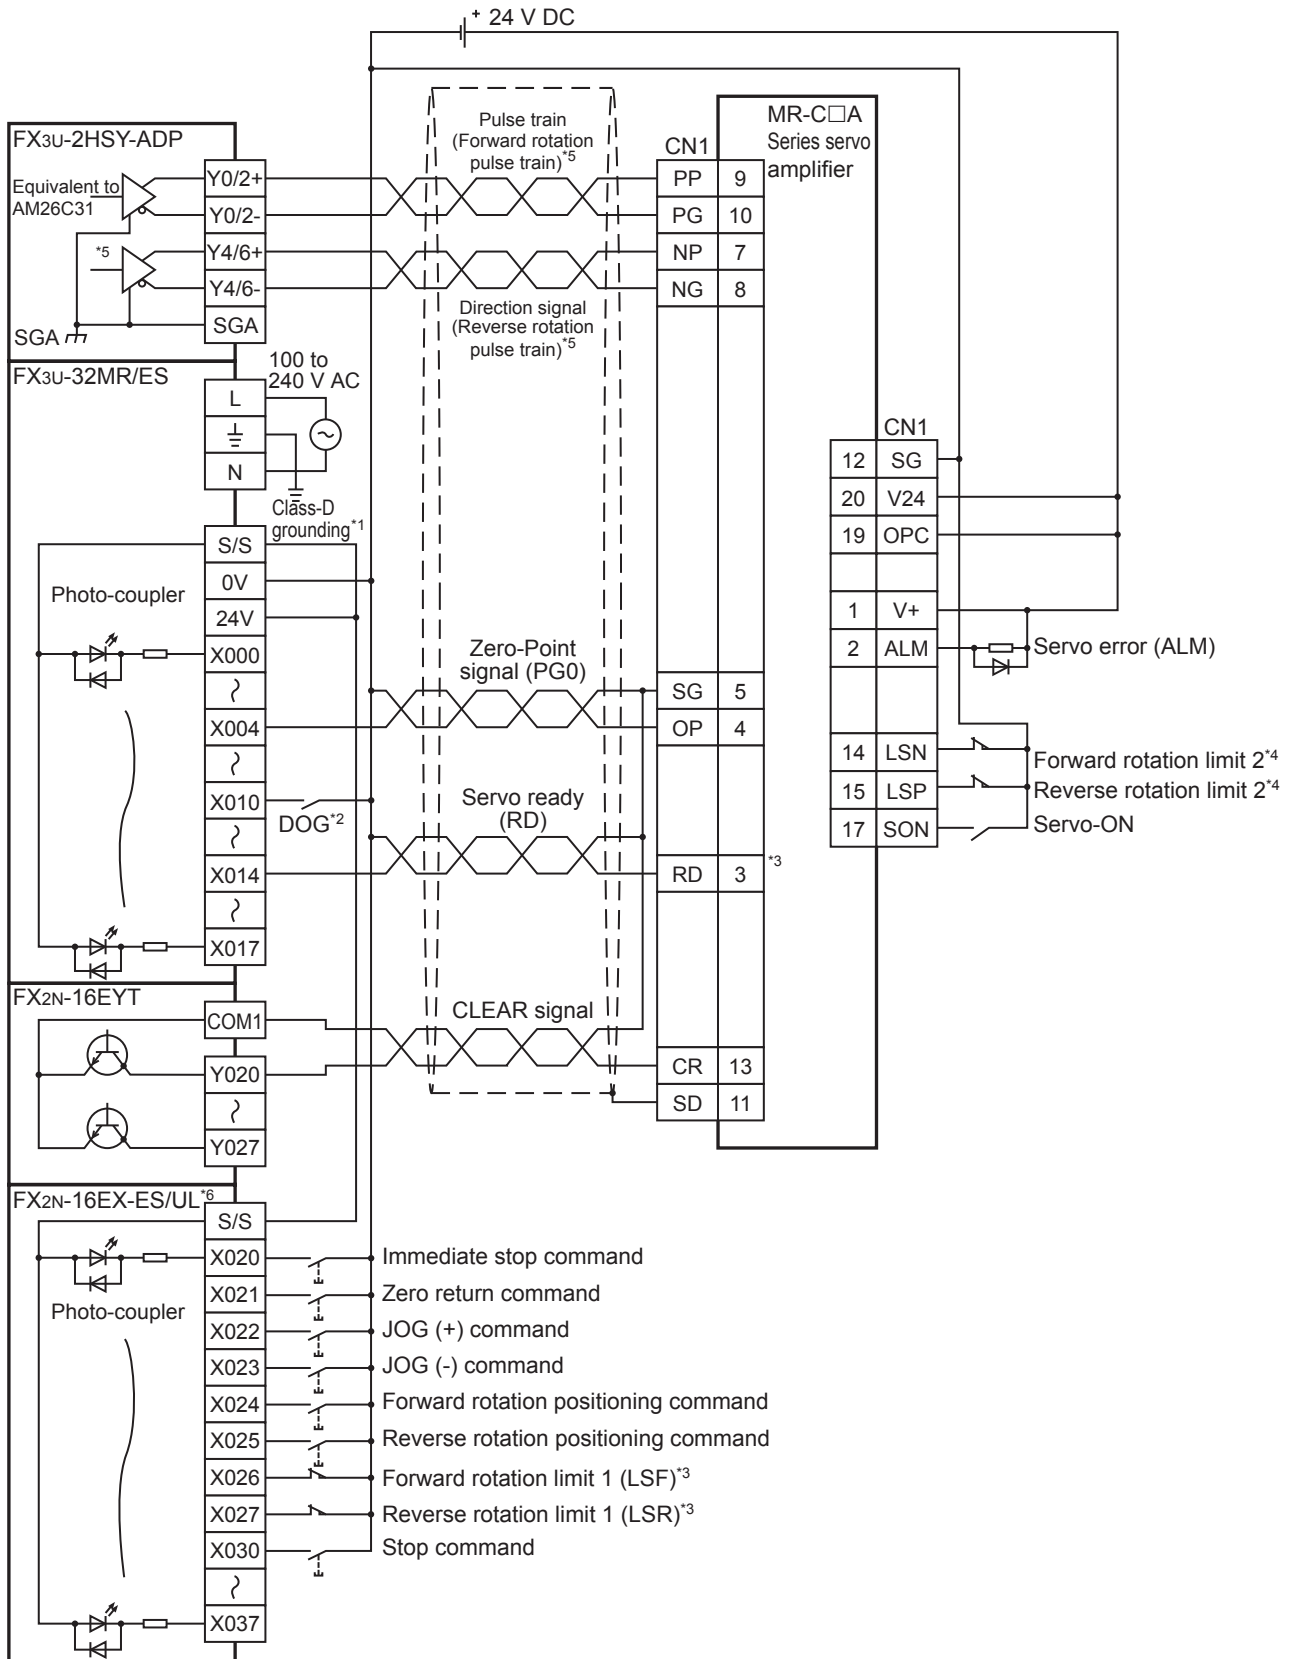 + 24 V DC
FX3U-2HSY-ADP
Equivalent to
AM26C31
*5
SGA
Y0/2+
Y0/2-
Y4/6+
Y4/6-
SGA
Pulse train
(Forward rotation
pulse train)*5
Direction signal
(Reverse rotation
pulse train)*5
CN1
PP 9
PG 10
NP 7
NG 8
MR-C□A
Series servo
amplifier
FX3U-32MR/ES
100 to
240 V AC
L
N
Class-D
grounding*1
S/S
0V
24V
Photo-coupler
X000
X004
X010
DOG*2
X014
X017
Zero-Point
signal (PG0)
SG 5
OP 4
Servo ready
(RD)
RD 3 *3
CN1
12 SG
20 V24
19 OPC
1 V+
2 ALM
Servo error (ALM)
14 LSN
Forward rotation limit 2*4
15 LSP
Reverse rotation limit 2*4
17 SON
Servo-ON
FX2N-16EYT
COM1
Y020
Y027
CLEAR signal
CR 13
SD 11
FX2N-16EX-ES/UL*6
S/S
Photo-coupler
X020 Immediate stop command
X021 Zero return command
X022 JOG (+) command
X023 JOG (-) command
X024 Forward rotation positioning command
X025 Reverse rotation positioning command
X026 Forward rotation limit 1 (LSF)*3
X027 Reverse rotation limit 1 (LSR)*3
X030 Stop command
X037